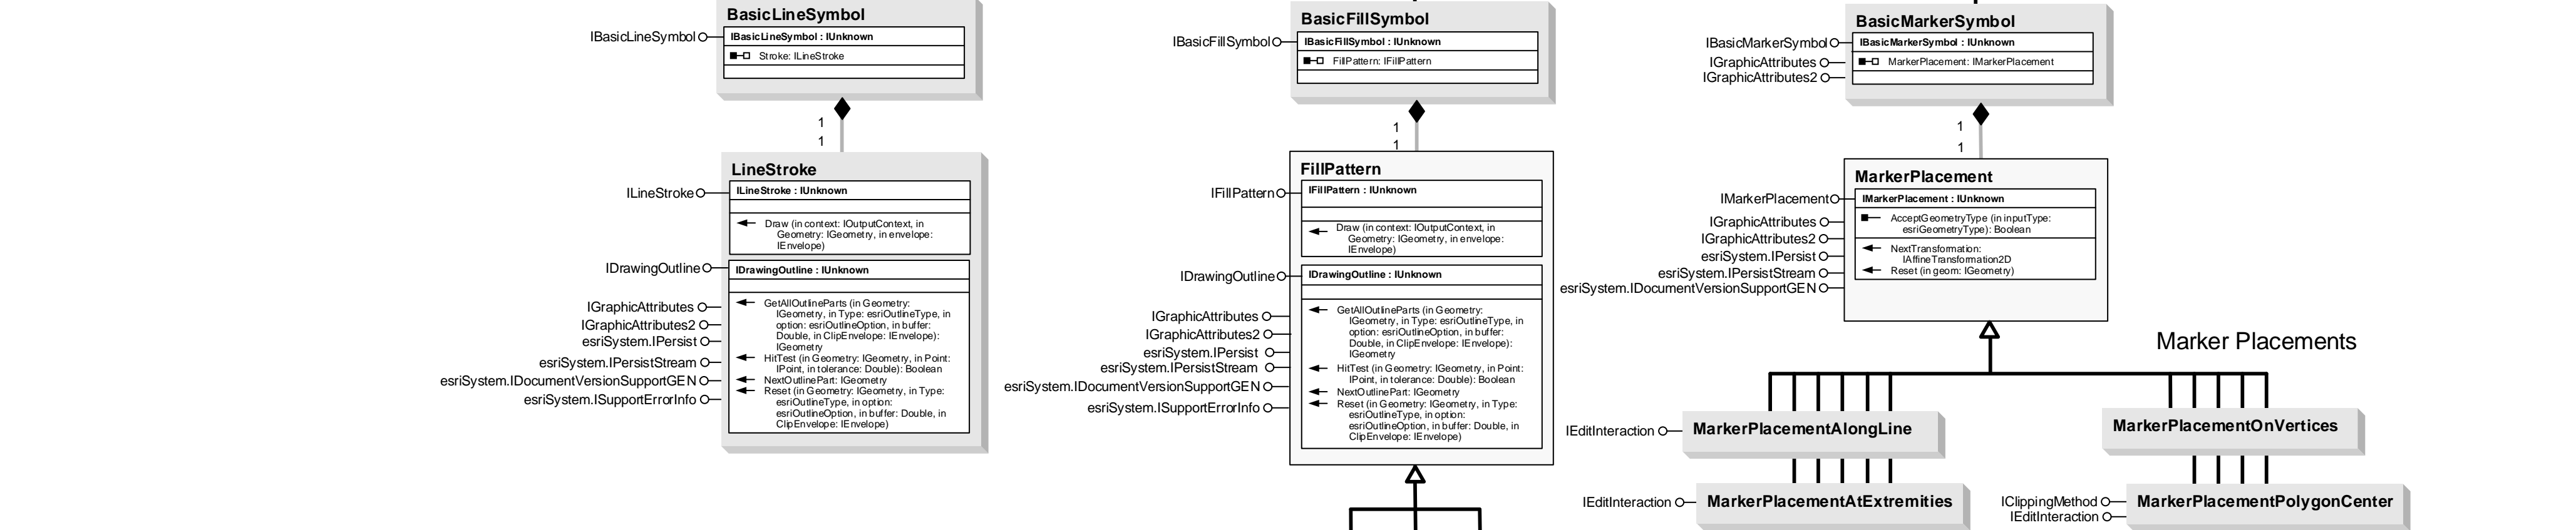 BasicLineSymbol
IBasicLineSymbol
IBasicLineSymbol : IUnknown
Stroke: ILineStroke
1
1
LineStroke
ILineStroke
ILineStroke : IUnknown
Draw (in context: IOutputContext, in
Geometry: IGeometry, in envelope:
IEnvelope)
IDrawingOutline
IDrawingOutline : IUnknown
IGraphicAttributes
IGraphicAttributes2
esriSystem.IPersist
esriSystem.IPersistStream
esriSystem.IDocumentVersionSupportGEN
esriSystem.ISupportErrorInfo
GetAllOutlineParts (in Geometry:
IGeometry, in Type: esriOutlineType, in
option: esriOutlineOption, in buffer:
Double, in ClipEnvelope: IEnvelope):
IGeometry
HitTest (in Geometry: IGeometry, in Point:
IPoint, in tolerance: Double): Boolean
NextOutlinePart: IGeometry
Reset (in Geometry: IGeometry, in Type:
esriOutlineType, in option:
esriOutlineOption, in buffer: Double, in
ClipEnvelope: IEnvelope)
BasicFillSymbol
IBasicFillSymbol
IBasicFillSymbol : IUnknown
FillPattern: IFillPattern
1
1
FillPattern
IFillPattern
IFillPattern : IUnknown
Draw (in context: IOutputContext, in
Geometry: IGeometry, in envelope:
IEnvelope)
IDrawingOutline
IDrawingOutline : IUnknown
IGraphicAttributes
IGraphicAttributes2
esriSystem.IPersist
esriSystem.IPersistStream
esriSystem.IDocumentVersionSupportGEN
esriSystem.ISupportErrorInfo
GetAllOutlineParts (in Geometry:
IGeometry, in Type: esriOutlineType, in
option: esriOutlineOption, in buffer:
Double, in ClipEnvelope: IEnvelope):
IGeometry
HitTest (in Geometry: IGeometry, in Point:
IPoint, in tolerance: Double): Boolean
NextOutlinePart: IGeometry
Reset (in Geometry: IGeometry, in Type:
esriOutlineType, in option:
esriOutlineOption, in buffer: Double, in
ClipEnvelope: IEnvelope)
BasicMarkerSymbol
IBasicMarkerSymbol
IGraphicAttributes
IGraphicAttributes2
IBasicMarkerSymbol : IUnknown
MarkerPlacement: IMarkerPlacement
1
1
MarkerPlacement
IMarkerPlacement
IGraphicAttributes
IGraphicAttributes2
esriSystem.IPersist
esriSystem.IPersistStream
esriSystem.IDocumentVersionSupportGEN
IMarkerPlacement : IUnknown
AcceptGeometryType (in inputType:
esriGeometryType): Boolean
NextTransformation:
IAffineTransformation2D
Reset (in geom: IGeometry)
Marker Placements
IEditInteraction
MarkerPlacementAlongLine
MarkerPlacementOnVertices
IEditInteraction
MarkerPlacementAtExtremities
IClippingMethod
IEditInteraction
MarkerPlacementPolygonCenter